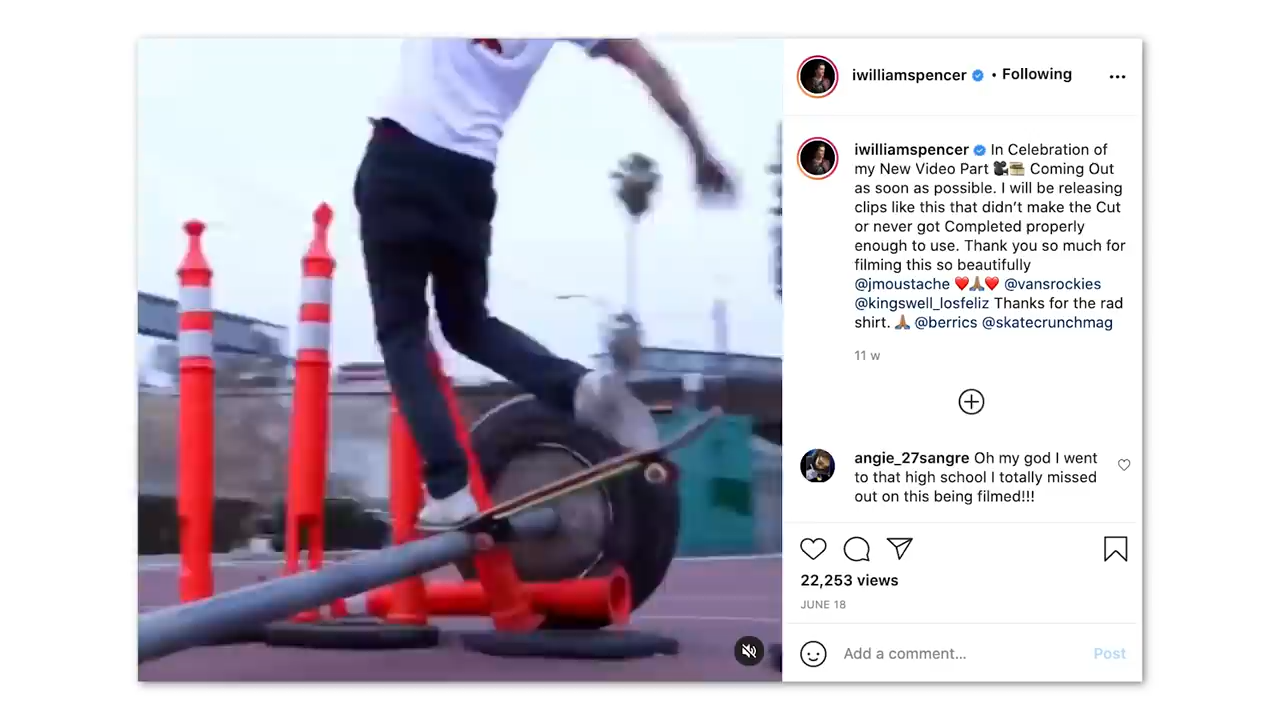 iwilliamspencer • Following
iwilliamspencer In Celebration of
my New Video Part 🎥📼 Coming Out
as soon as possible. I will be releasing
clips like this that didn’t make the Cut
or never got Completed properly
enough to use. Thank you so much for
filming this so beautifully
@jmoustache ❤️🙏🏽❤️ @vansrockies
@kingswell_losfeliz Thanks for the rad
shirt. 🙏🏽 @berrics @skatecrunchmag
11 w
angie_27sangre Oh my god I went
to that high school I totally missed
out on this being filmed!!!
22,253 views
JUNE 18
Add a comment...
Post